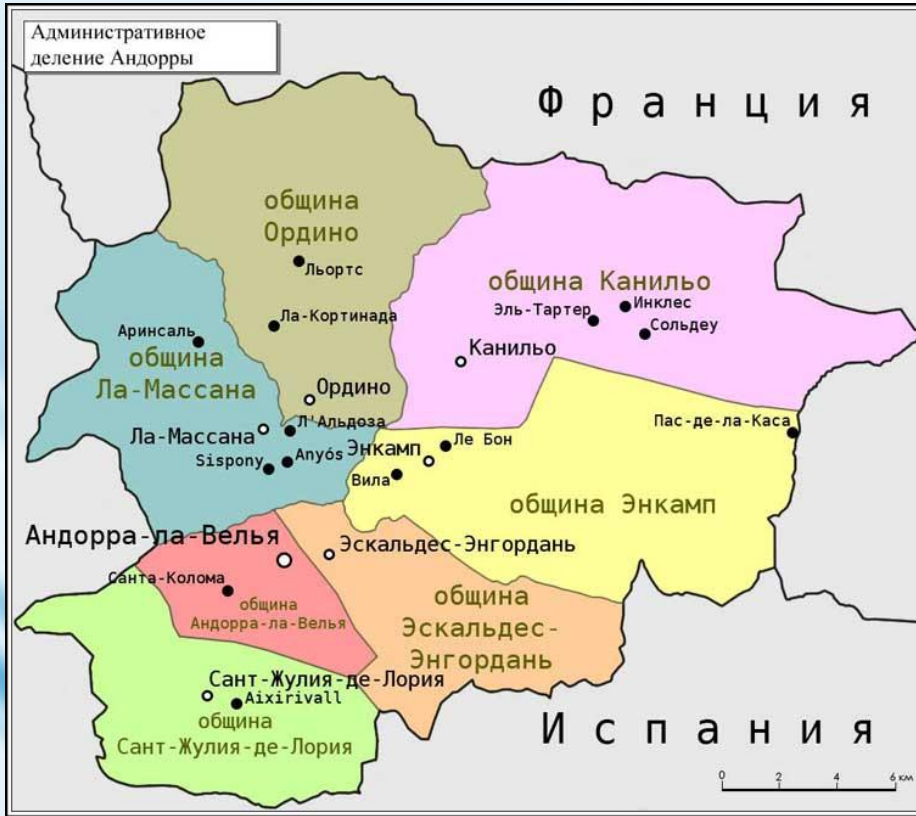 Административное
деление Андорры
Франция
община
Ордино
Льортс
община Канильо
Инклес
Эль-Тартер
Сольдеу
Ла-Кортинада
Аринсаль
община
Ла-Массана
Канильо
Ордино
Пас-де-ла-Каса
Л'Альдоза
Ла-Массана
Энкамп
Ле Бон
Sispony
Anyós
Вила
община Энкамп
Андорра-ла-Велья
Эскальдес-Энгордань
Санта-Колома
община
Андорра-ла-Велья
община
Эскальдес-
Энгордань
Сант-Жулия-де-Лория
Aixirivall
община
Сант-Жулия-де-Лория
Испания
0 2 4 6 км